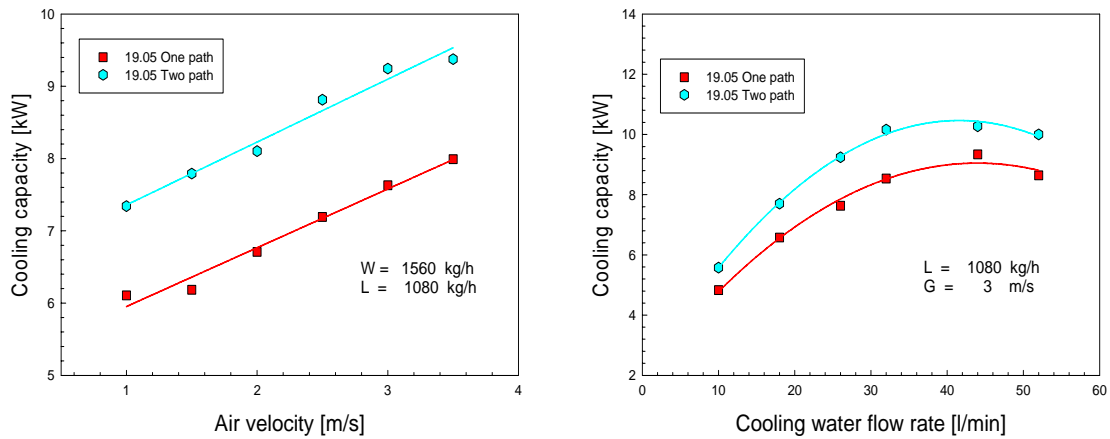 10
9
8
7
6
5
Cooling capacity [kW]
19.05 One path
19.05 Two path
W = 1560 kg/h
L = 1080 kg/h
1 2 3 4
Air velocity [m/s]
14
12
10
8
6
4
2
Cooling capacity [kW]
19.05 One path
19.05 Two path
L = 1080 kg/h
G = 3 m/s
0 10 20 30 40 50 60
Cooling water flow rate [l/min]